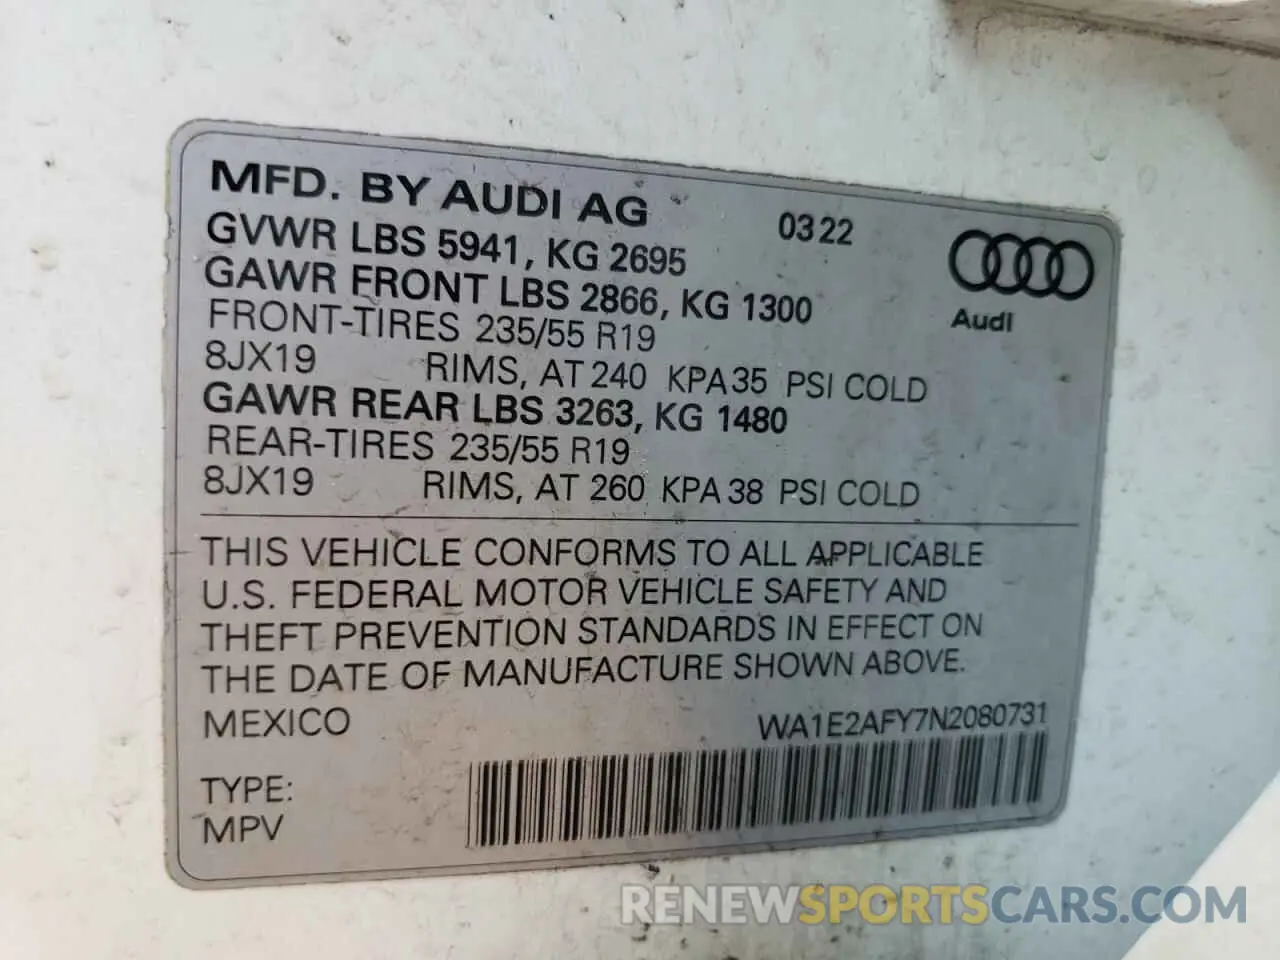 MFD. BY AUDI AG 0322
GVWR LBS 5941, KG 2695
GAWR FRONT LBS 2866, KG 1300
Audi
FRONT-TIRES 235/55 R19
8JX19 RIMS, AT 240 KPA 35 PSI COLD
GAWR REAR LBS 3263, KG 1480
REAR-TIRES 235/55 R19
8JX19 RIMS, AT 260 KPA 38 PSI COLD
THIS VEHICLE CONFORMS TO ALL APPLICABLE
U.S. FEDERAL MOTOR VEHICLE SAFETY AND
THEFT PREVENTION STANDARDS IN EFFECT ON
THE DATE OF MANUFACTURE SHOWN ABOVE.
MEXICO WA1E2AFY7N2080731
TYPE:
MPV
RENEWSPORTSCARS.COM